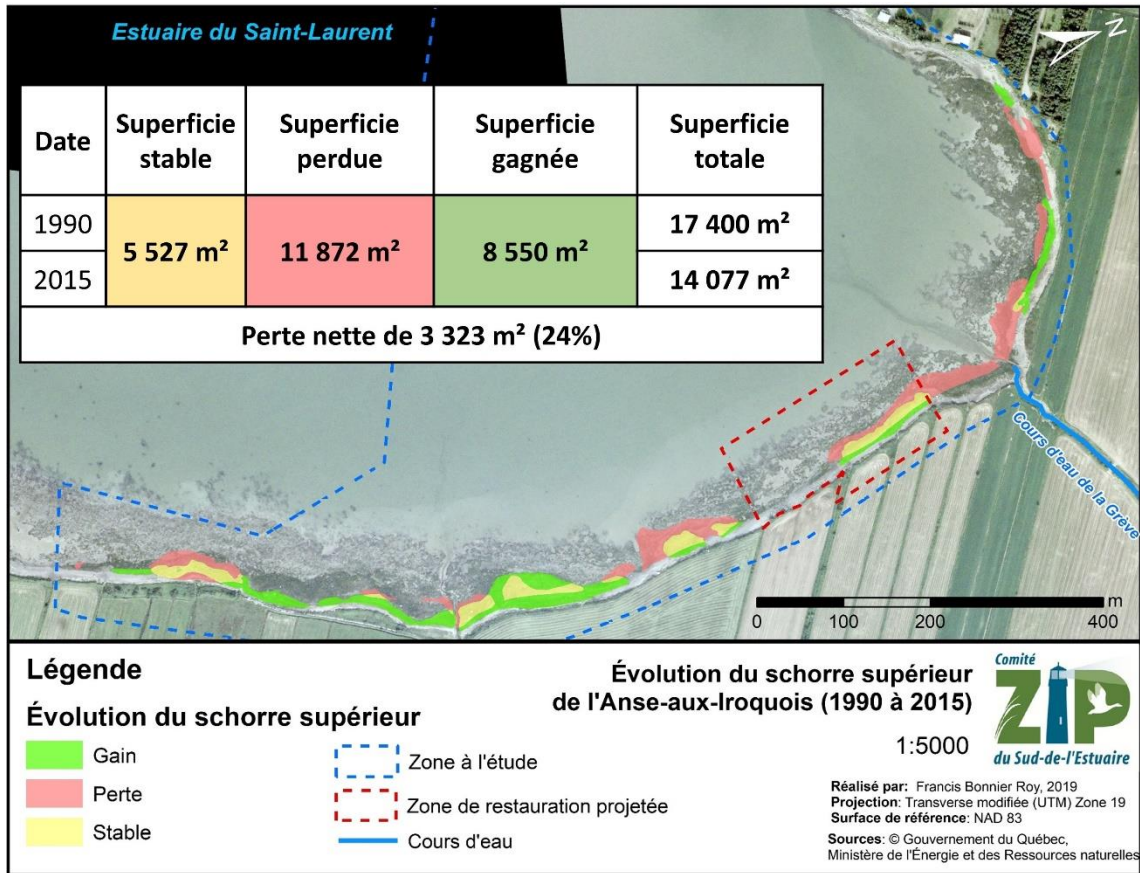 Estuaire du Saint-Laurent
N
Date
Superficie stable
Superficie perdue
Superficie gagnée
Superficie totale
1990
5 527 m²
11 872 m²
8 550 m²
17 400 m²
2015
14 077 m²
Perte nette de 3 323 m² (24%)
Cours d'eau de la Grève
m
0 100 200 400
Légende
Évolution du schorre supérieur
Gain
Perte
Stable
Zone à l'étude
Zone de restauration projetée
Cours d'eau
Évolution du schorre supérieur
de l'Anse-aux-Iroquois (1990 à 2015)
1:5000
Comité
ZIP
du Sud-de-l'Estuaire
Réalisé par: Francis Bonnier Roy, 2019
Projection: Transverse modifiée (UTM) Zone 19
Surface de référence: NAD 83
Sources: © Gouvernement du Québec,
Ministère de l'Énergie et des Ressources naturelles